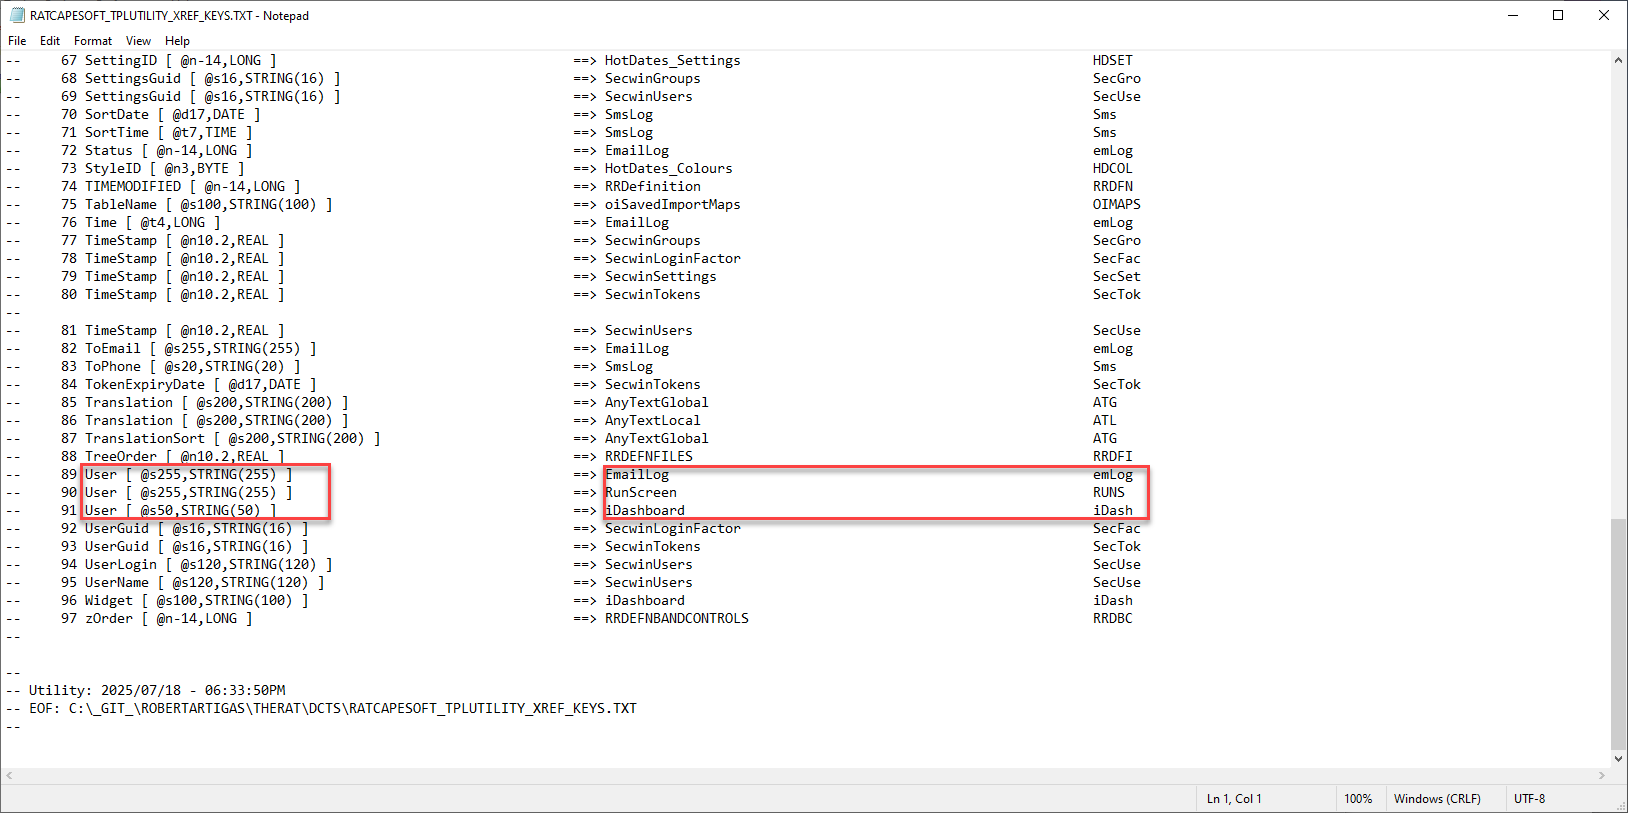 RATCAPESOFT_TPLUTILITY_XREF_KEYS.TXT - Notepad
File Edit Format View Help
-- 67 SettingID [ @n-14,LONG ] ==> HotDates_Settings HDSET
-- 68 SettingsGuid [ @s16,STRING(16) ] ==> SecwinGroups SecGro
-- 69 SettingsGuid [ @s16,STRING(16) ] ==> SecwinUsers SecUse
-- 70 SortDate [ @d17,DATE ] ==> SmsLog Sms
-- 71 SortTime [ @t7,TIME ] ==> SmsLog Sms
-- 72 Status [ @n-14,LONG ] ==> EmailLog emLog
-- 73 StyleID [ @n3,BYTE ] ==> HotDates_Colours HDCOL
-- 74 TIMEMODIFIED [ @n-14,LONG ] ==> RRDefinition RRDFN
-- 75 TableName [ @s100,STRING(100) ] ==> oiSavedImportMaps OIMAPS
-- 76 Time [ @t4,LONG ] ==> EmailLog emLog
-- 77 TimeStamp [ @n10.2,REAL ] ==> SecwinGroups SecGro
-- 78 TimeStamp [ @n10.2,REAL ] ==> SecwinLoginFactor SecFac
-- 79 TimeStamp [ @n10.2,REAL ] ==> SecwinSettings SecSet
-- 80 TimeStamp [ @n10.2,REAL ] ==> SecwinTokens SecTok
--
-- 81 TimeStamp [ @n10.2,REAL ] ==> SecwinUsers SecUse
-- 82 ToEmail [ @s255,STRING(255) ] ==> EmailLog emLog
-- 83 ToPhone [ @s20,STRING(20) ] ==> SmsLog Sms
-- 84 TokenExpiryDate [ @d17,DATE ] ==> SecwinTokens SecTok
-- 85 Translation [ @s200,STRING(200) ] ==> AnyTextGlobal ATG
-- 86 Translation [ @s200,STRING(200) ] ==> AnyTextLocal ATL
-- 87 TranslationSort [ @s200,STRING(200) ] ==> AnyTextGlobal ATG
-- 88 TreeOrder [ @n10.2,REAL ] ==> RRDEFNFILES RRDFI
-- 89 User [ @s255,STRING(255) ] ==> EmailLog emLog
-- 90 User [ @s255,STRING(255) ] ==> RunScreen RUNS
-- 91 User [ @s50,STRING(50) ] ==> iDashboard iDash
-- 92 UserGuid [ @s16,STRING(16) ] ==> SecwinLoginFactor SecFac
-- 93 UserGuid [ @s16,STRING(16) ] ==> SecwinTokens SecTok
-- 94 UserLogin [ @s120,STRING(120) ] ==> SecwinUsers SecUse
-- 95 UserName [ @s120,STRING(120) ] ==> SecwinUsers SecUse
-- 96 Widget [ @s100,STRING(100) ] ==> iDashboard iDash
-- 97 zOrder [ @n-14,LONG ] ==> RRDEFNBANDCONTROLS RRDBC
--
--
-- Utility: 2025/07/18 - 06:33:50PM
-- EOF: C:\_GIT_\ROBERTARTIGAS\THERAT\DCTS\RATCAPESOFT_TPLUTILITY_XREF_KEYS.TXT
--
Ln 1, Col 1 100% Windows (CRLF) UTF-8